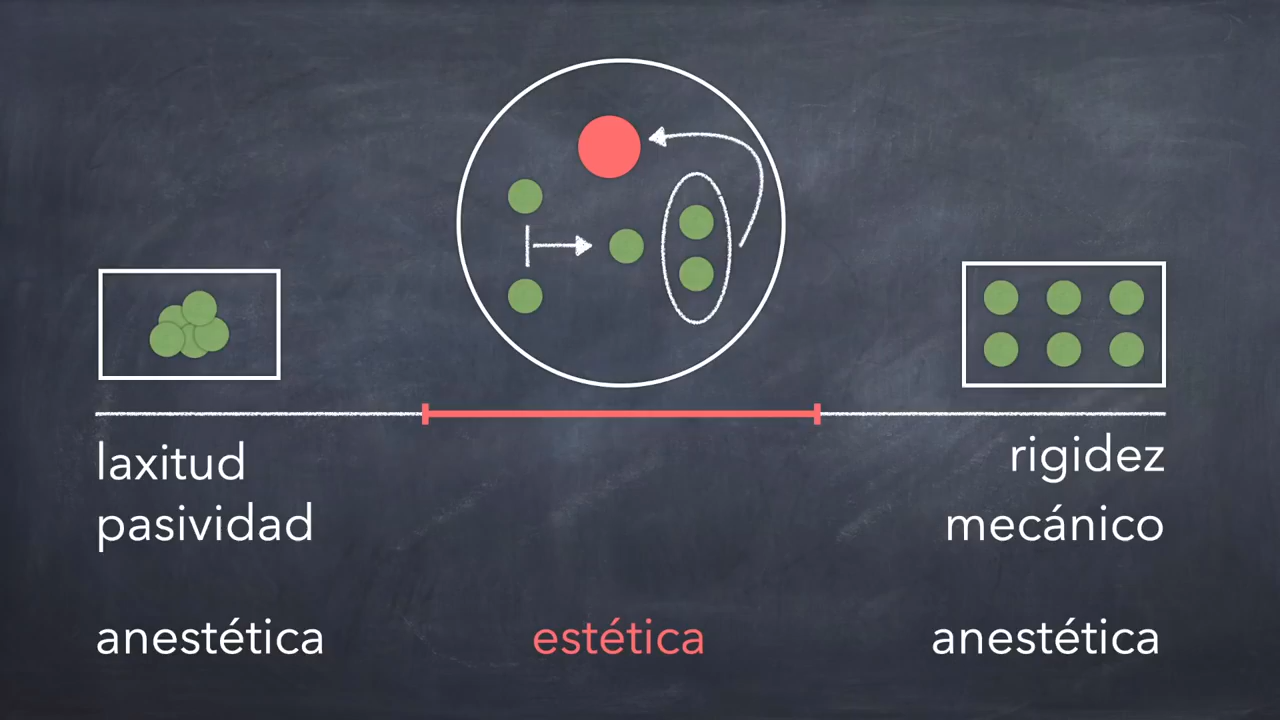 laxitud
pasividad
rigidez
mecánico
anestética
estética
anestética